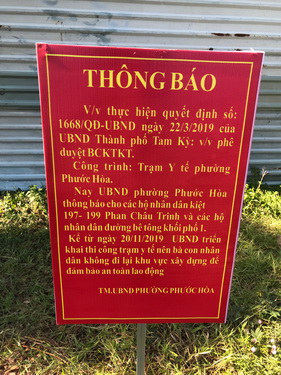 THÔNG BÁO
V/v thực hiện quyết định số:
1668/QĐ-UBND ngày 22/3/2019 của
UBND Thành phố Tam Kỳ: v/v phê
duyệt BCKTKT.
Công trình: Trạm Y tế phường
Phước Hòa.
Nay UBND phường Phước Hòa
thông báo cho các hộ nhân dân kiệt
197- 199 Phan Châu Trinh và các hộ
nhân dân đường bê tông khối phố 1.
Kể từ ngày 20/11/2019 UBND triển
khai thi công trạm y tế nên bà con nhân
dân không đi lại khu vực xây dựng để
đảm bảo an toàn lao động
TM.UBND PHƯỜNG PHƯỚC HÒA